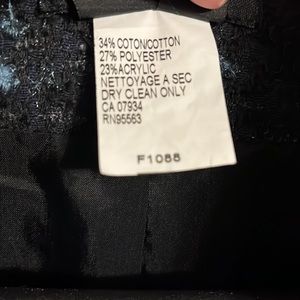 34% COTON/COTTON
27% POLYESTER
23%ACRYLIC
NETTOYAGE A SEC
DRY CLEAN ONLY
CA 07934
RN95563
F1088